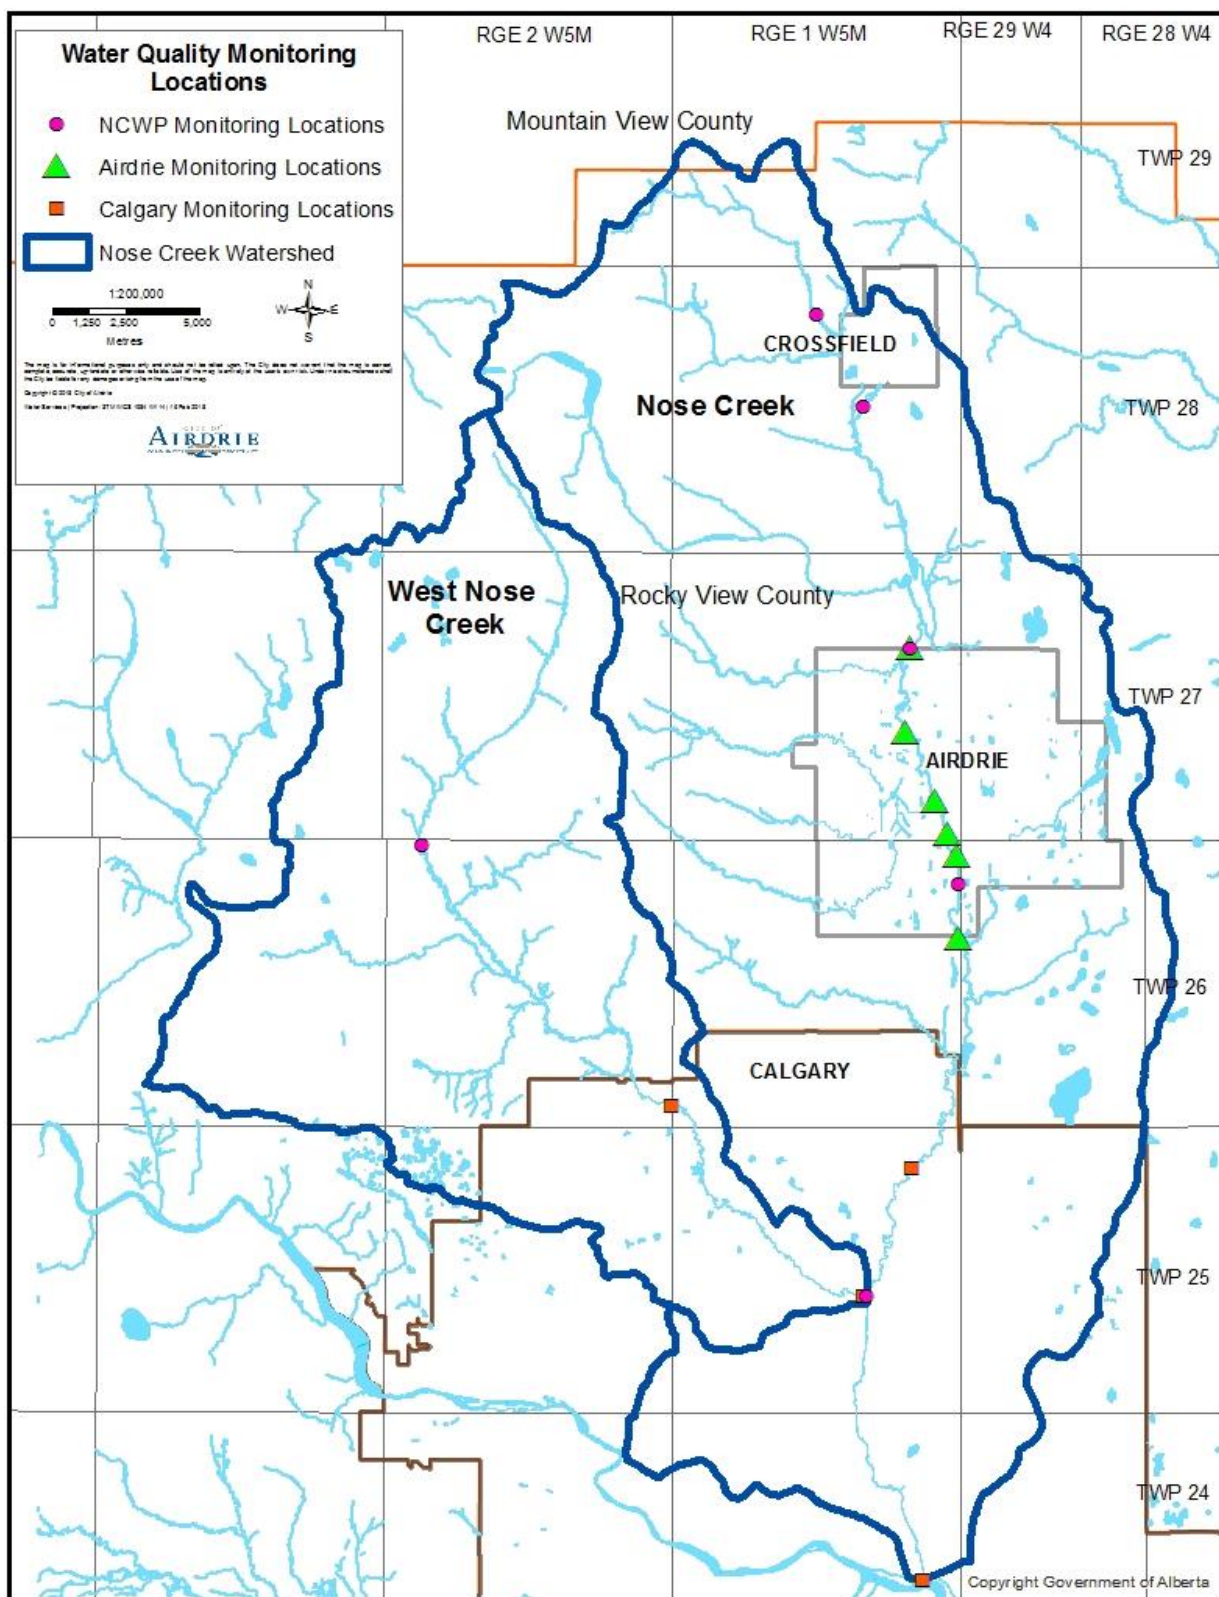 RGE 2 W5M
RGE 1 W5M
RGE 29 W4
RGE 28 W4
Water Quality Monitoring
Locations
NCWP Monitoring Locations
Airdrie Monitoring Locations
Calgary Monitoring Locations
Nose Creek Watershed
1:200,000
0 1,250 2,500 5,000
Metres
N
W E
S
CITY OF
AIRDRIE
Mountain View County
TWP 29
CROSSFIELD
Nose Creek
TWP 28
West Nose
Creek
Rocky View County
TWP 27
AIRDRIE
TWP 26
CALGARY
TWP 25
TWP 24
Copyright Government of Alberta